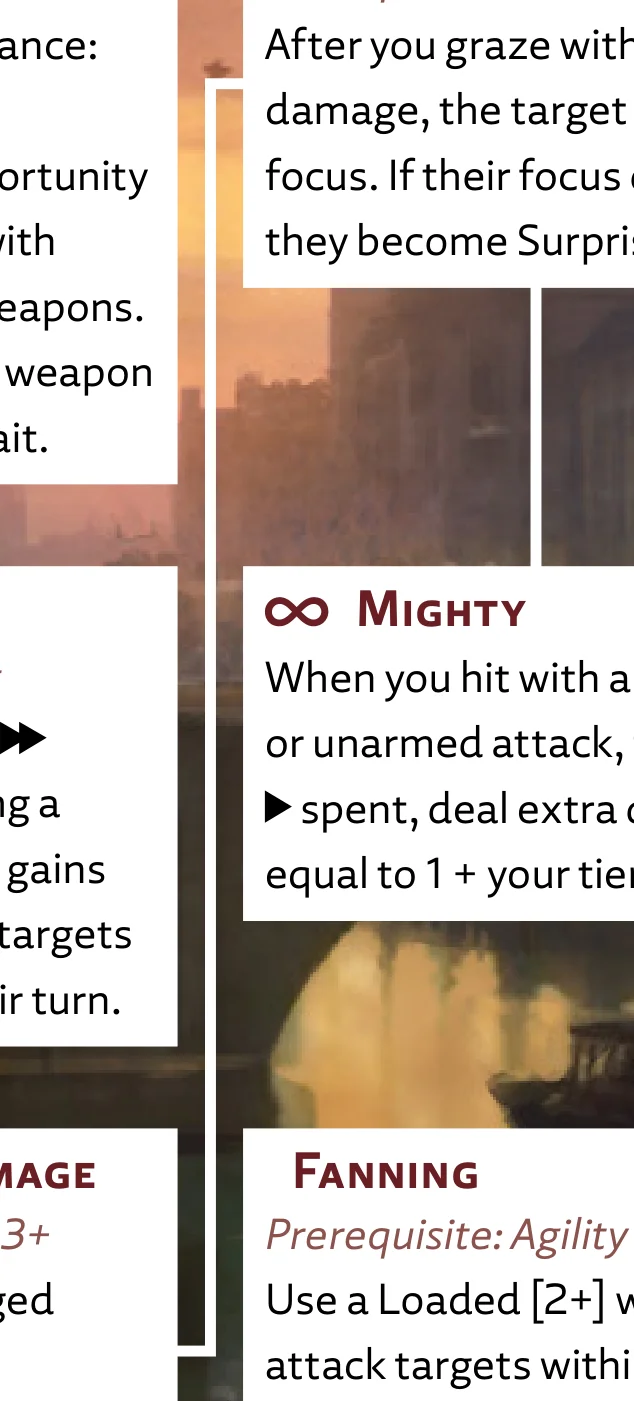 ance:
ortunity
with
eapons.
weapon
ait.
After you graze with
damage, the target
focus. If their focus
they become Surpris
ng a
gains
targets
ir turn.
∞ MIGHTY
When you hit with a
or unarmed attack,
▶ spent, deal extra
equal to 1 + your tier
MAGE
3+
ged
FANNING
Prerequisite: Agility
Use a Loaded [2+] w
attack targets withi